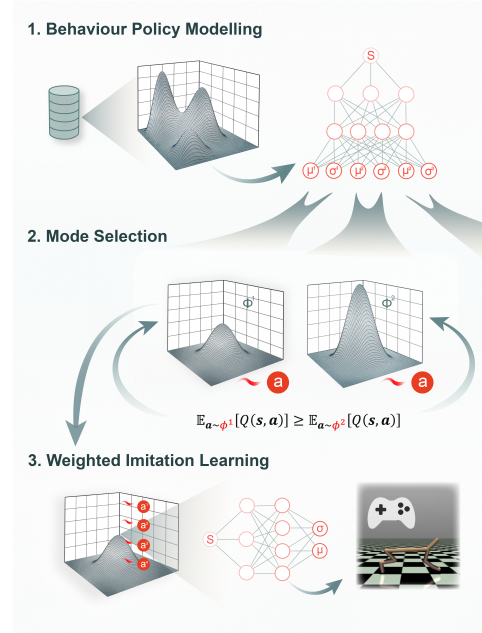 1. Behaviour Policy Modelling
S
μ¹ σ¹ μ² σ² μ³ σ³
2. Mode Selection
ϕ¹ ϕ²
a a
𝔼a~ϕ¹[Q(s,a)] ≥ 𝔼a~ϕ²[Q(s,a)]
3. Weighted Imitation Learning
S
σ
μ